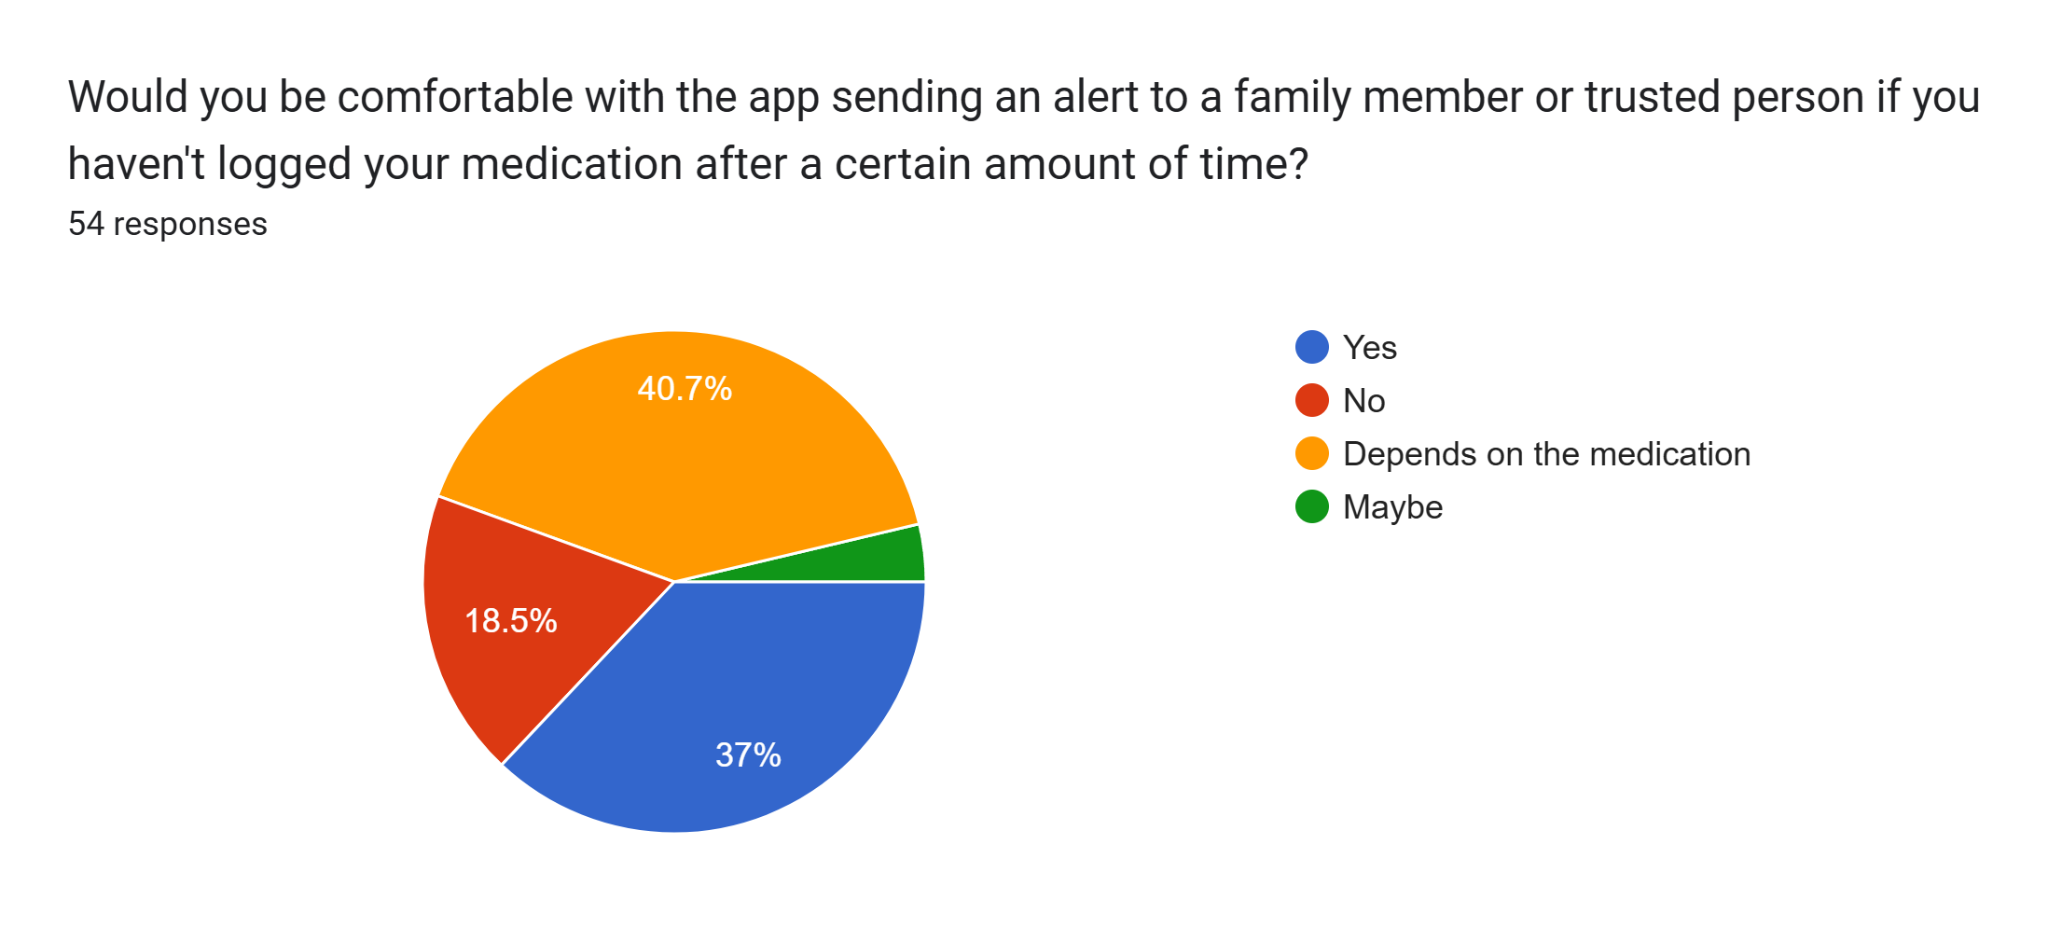 Would you be comfortable with the app sending an alert to a family member or trusted person if you
haven't logged your medication after a certain amount of time?
54 responses
40.7%
18.5%
37%
Yes
No
Depends on the medication
Maybe